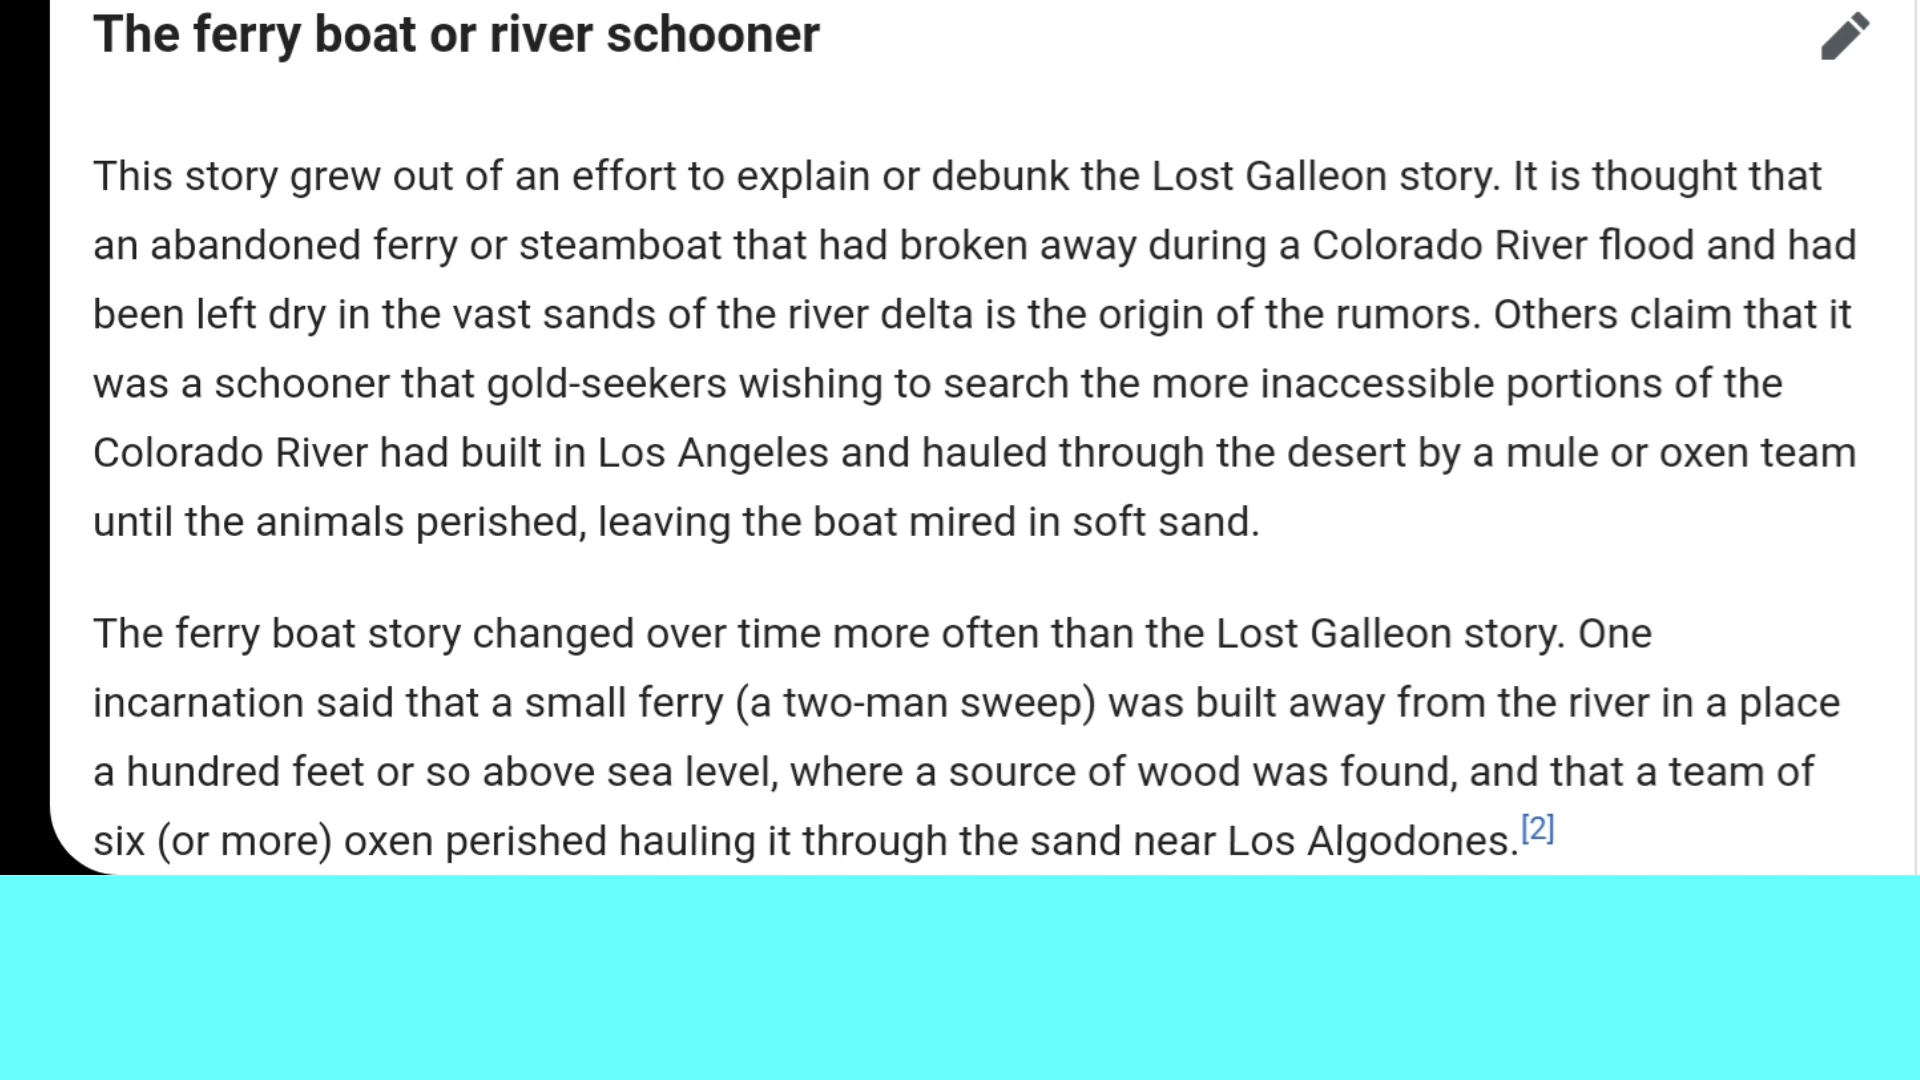 The ferry boat or river schooner
This story grew out of an effort to explain or debunk the Lost Galleon story. It is thought that
an abandoned ferry or steamboat that had broken away during a Colorado River flood and had
been left dry in the vast sands of the river delta is the origin of the rumors. Others claim that it
was a schooner that gold-seekers wishing to search the more inaccessible portions of the
Colorado River had built in Los Angeles and hauled through the desert by a mule or oxen team
until the animals perished, leaving the boat mired in soft sand.
The ferry boat story changed over time more often than the Lost Galleon story. One
incarnation said that a small ferry (a two-man sweep) was built away from the river in a place
a hundred feet or so above sea level, where a source of wood was found, and that a team of
six (or more) oxen perished hauling it through the sand near Los Algodones.[2]